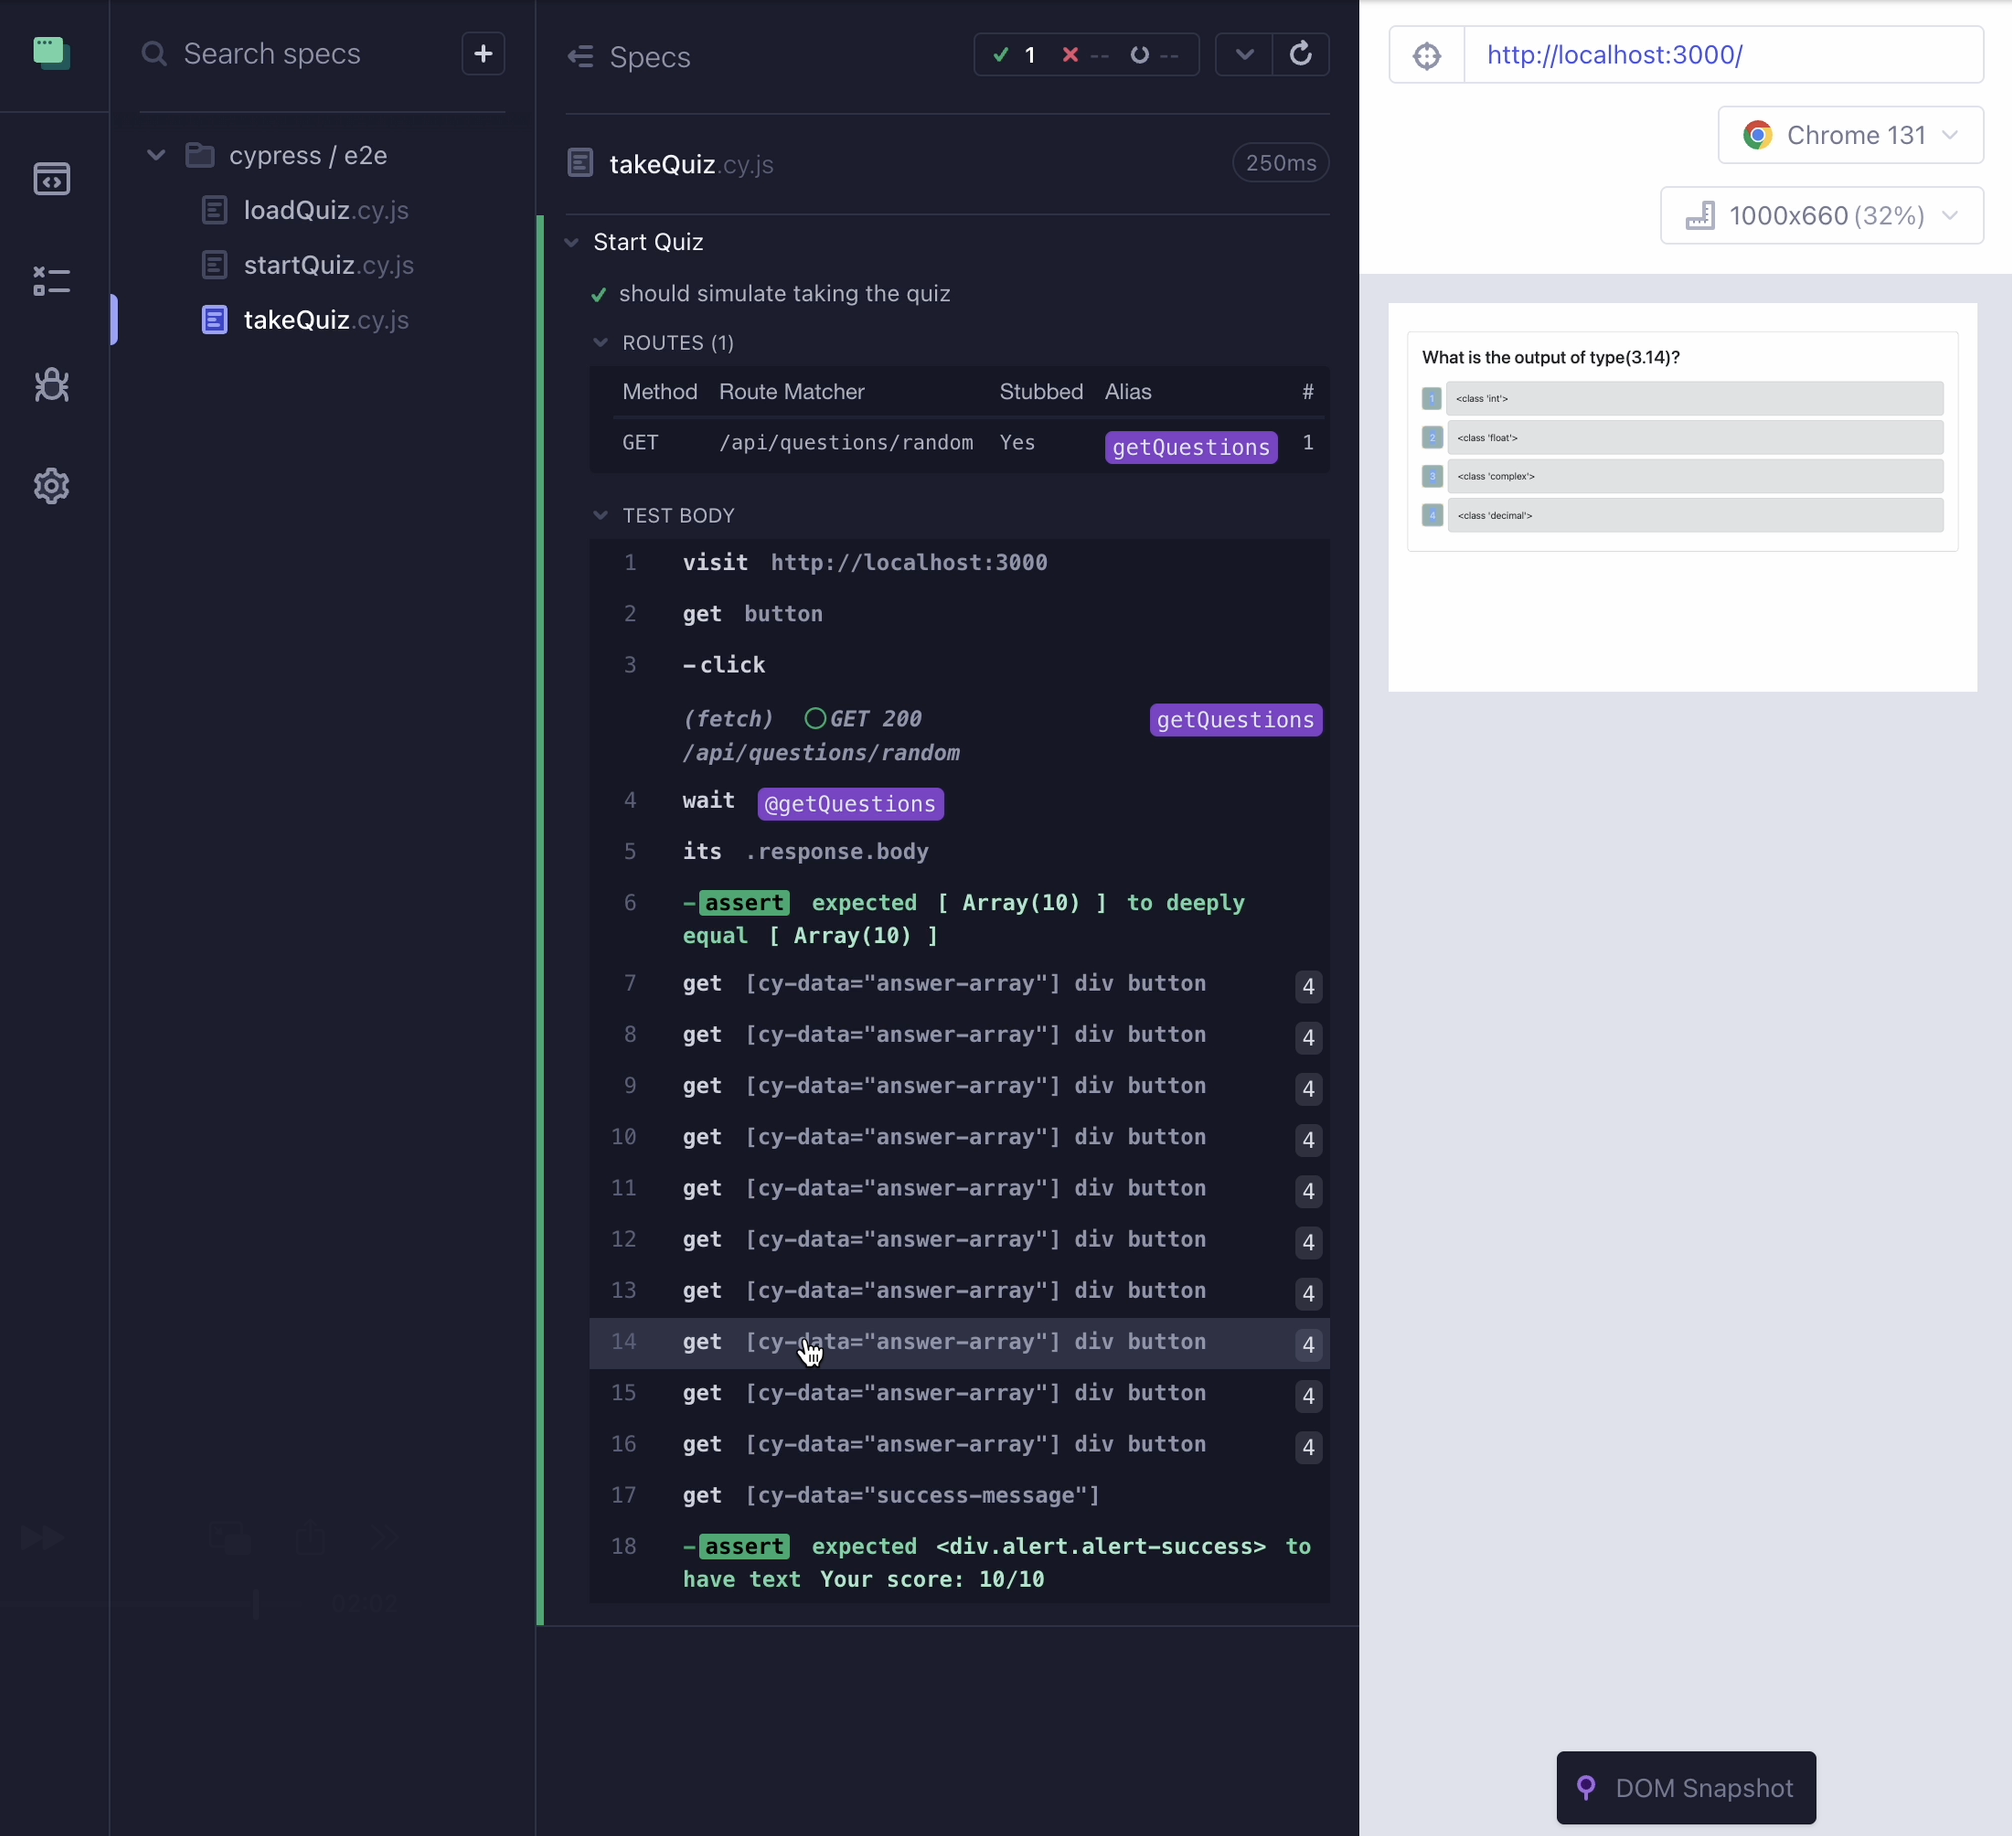 Search specs
+
cypress / e2e
loadQuiz.cy.js
startQuiz.cy.js
takeQuiz.cy.js
02:02
Specs
1 -- --
takeQuiz.cy.js 250ms
Start Quiz
should simulate taking the quiz
ROUTES (1)
Method Route Matcher Stubbed Alias #
GET /api/questions/random Yes getQuestions 1
TEST BODY
1 visit http://localhost:3000
2 get button
3 -click
(fetch) GET 200 getQuestions
/api/questions/random
4 wait @getQuestions
5 its .response.body
6 -assert expected [ Array(10) ] to deeply
equal [ Array(10) ]
7 get [cy-data="answer-array"] div button 4
8 get [cy-data="answer-array"] div button 4
9 get [cy-data="answer-array"] div button 4
10 get [cy-data="answer-array"] div button 4
11 get [cy-data="answer-array"] div button 4
12 get [cy-data="answer-array"] div button 4
13 get [cy-data="answer-array"] div button 4
14 get [cy-data="answer-array"] div button 4
15 get [cy-data="answer-array"] div button 4
16 get [cy-data="answer-array"] div button 4
17 get [cy-data="success-message"]
18 -assert expected <div.alert.alert-success> to
have text Your score: 10/10
http://localhost:3000/
Chrome 131
1000x660 (32%)
What is the output of type(3.14)?
1 <class 'int'>
2 <class 'float'>
3 <class 'complex'>
4 <class 'decimal'>
DOM Snapshot